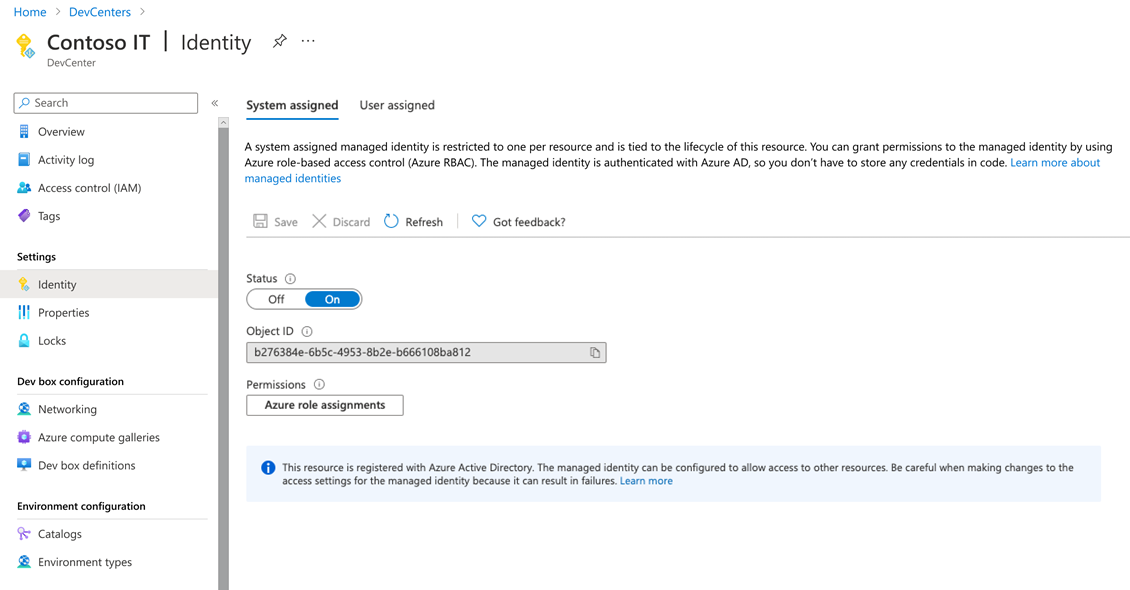 Home > DevCenters >
Contoso IT | Identity ...
DevCenter
Search
«
Overview
Activity log
Access control (IAM)
Tags
Settings
Identity
Properties
Locks
Dev box configuration
Networking
Azure compute galleries
Dev box definitions
Environment configuration
Catalogs
Environment types
System assigned User assigned
A system assigned managed identity is restricted to one per resource and is tied to the lifecycle of this resource. You can grant permissions to the managed identity by using
Azure role-based access control (Azure RBAC). The managed identity is authenticated with Azure AD, so you don't have to store any credentials in code. Learn more about
managed identities
Save Discard Refresh Got feedback?
Status
Off On
Object ID
b276384e-6b5c-4953-8b2e-b666108ba812
Permissions
Azure role assignments
This resource is registered with Azure Active Directory. The managed identity can be configured to allow access to other resources. Be careful when making changes to the
access settings for the managed identity because it can result in failures. Learn more